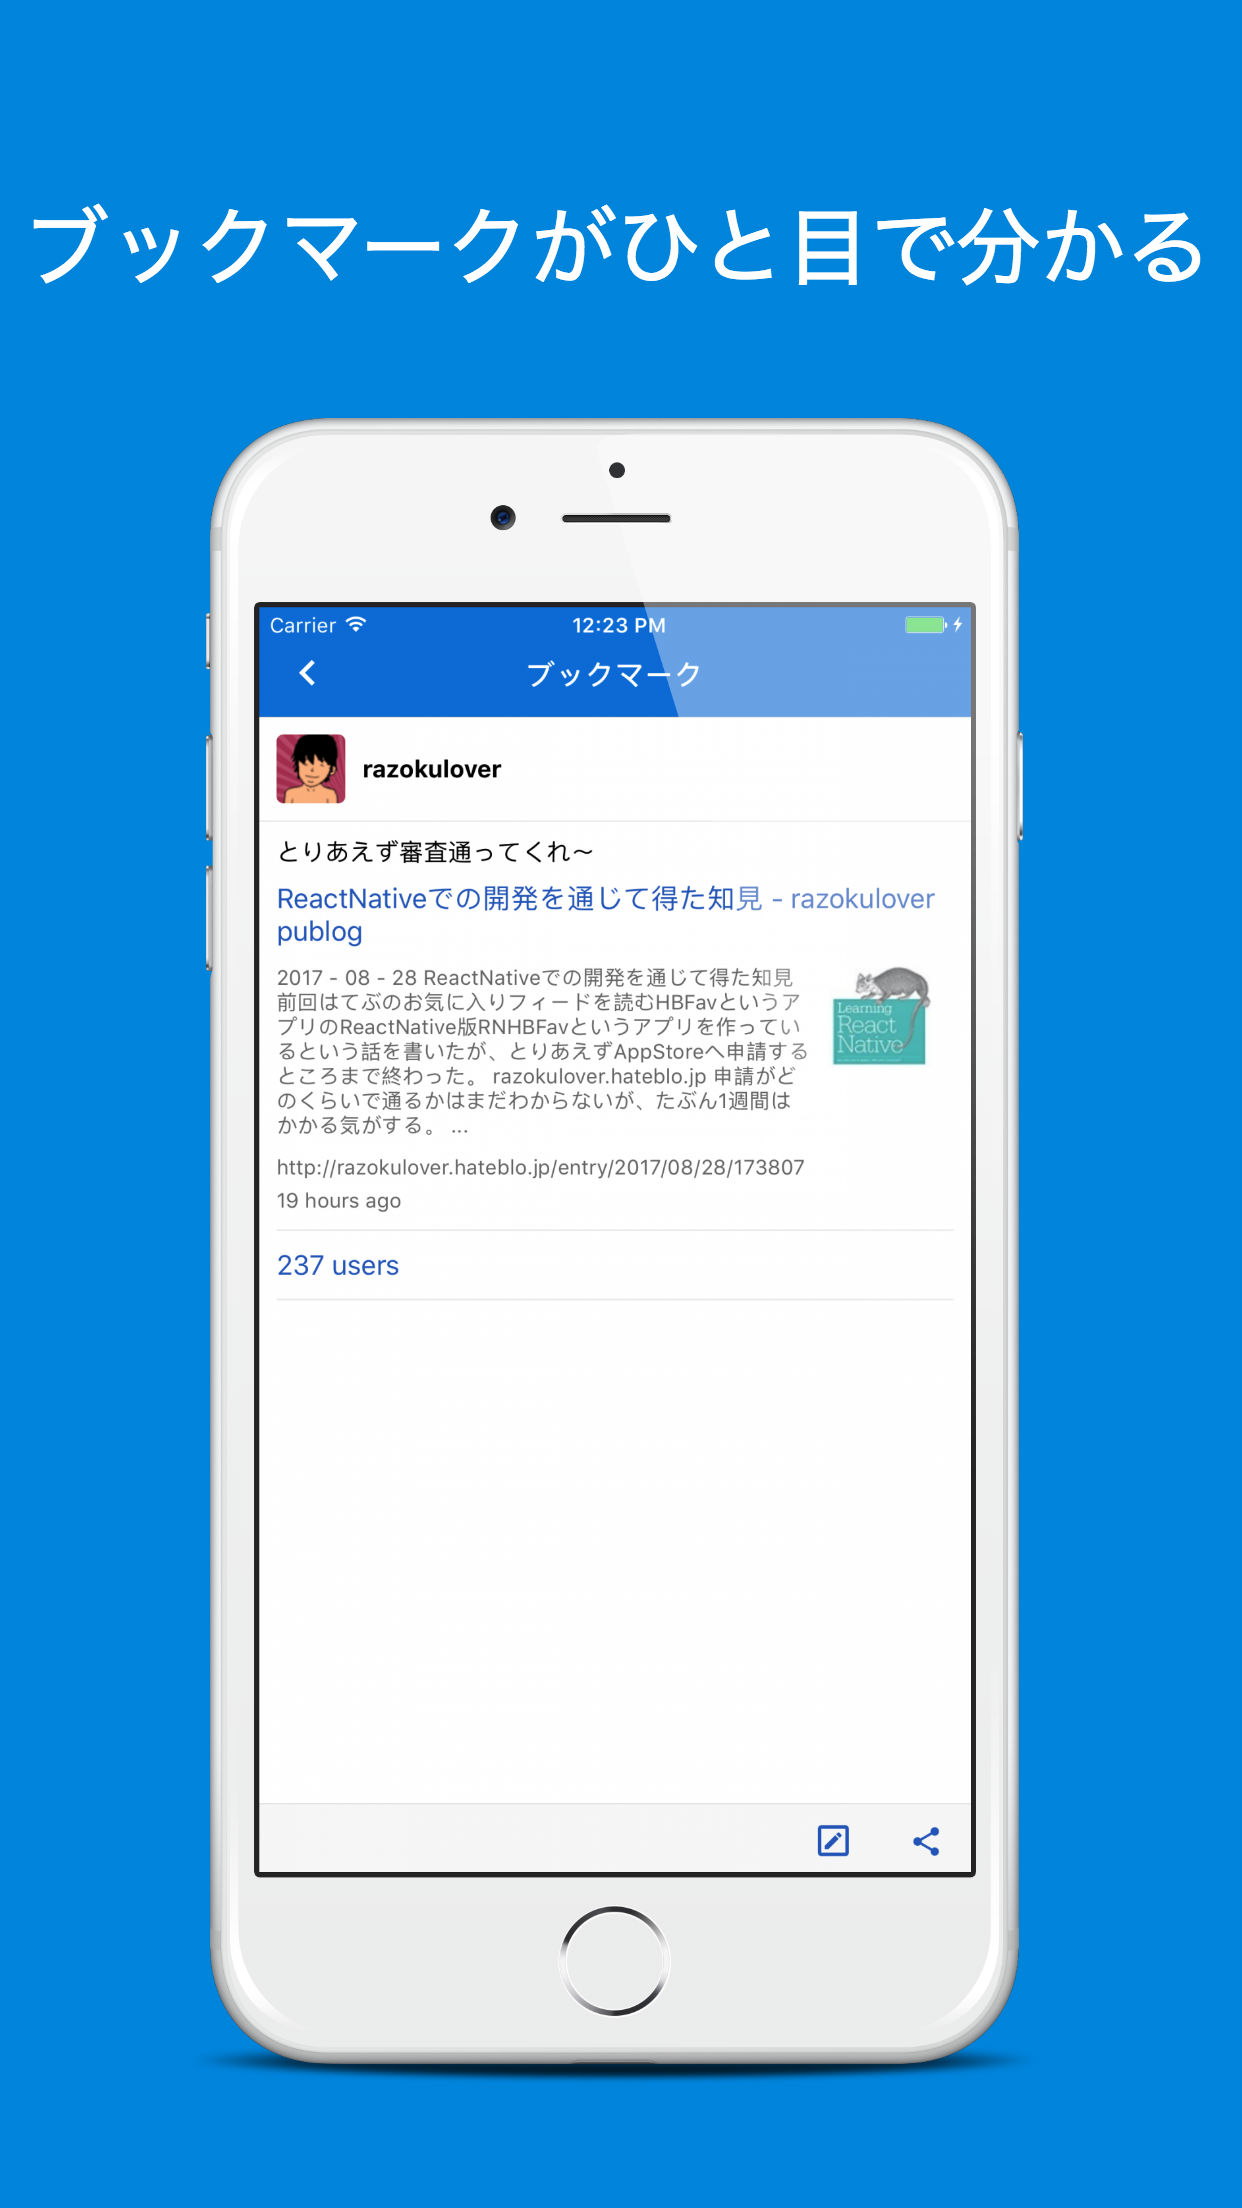 ブックマークがひと目で分かる
Carrier
12:23 PM
ブックマーク
razokulover
とりあえず審査通ってくれ〜
ReactNativeでの開発を通じて得た知見 - razokulover
publog
2017 - 08 - 28 ReactNativeでの開発を通じて得た知見
前回はてぶのお気に入りフィードを読むHBFavというア
プリのReactNative版RNHBFavというアプリを作ってい
るという話を書いたが、とりあえずAppStoreへ申請する
ところまで終わった。 razokulover.hateblo.jp 申請がど
のくらいで通るかはまだわからないが、たぶん1週間は
かかる気がする。 ...
Learning
React
Native
http://razokulover.hateblo.jp/entry/2017/08/28/173807
19 hours ago
237 users